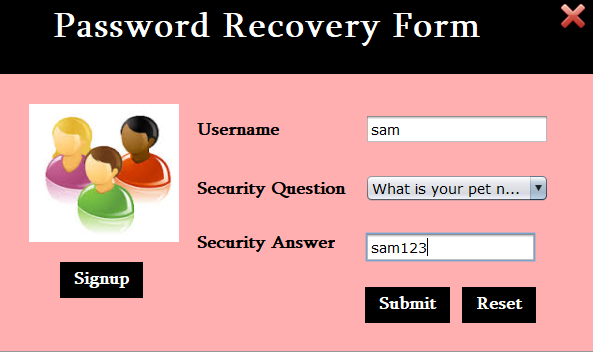 Password Recovery Form
Username
sam
Security Question
What is your pet n...
Security Answer
sam123
Signup
Submit
Reset